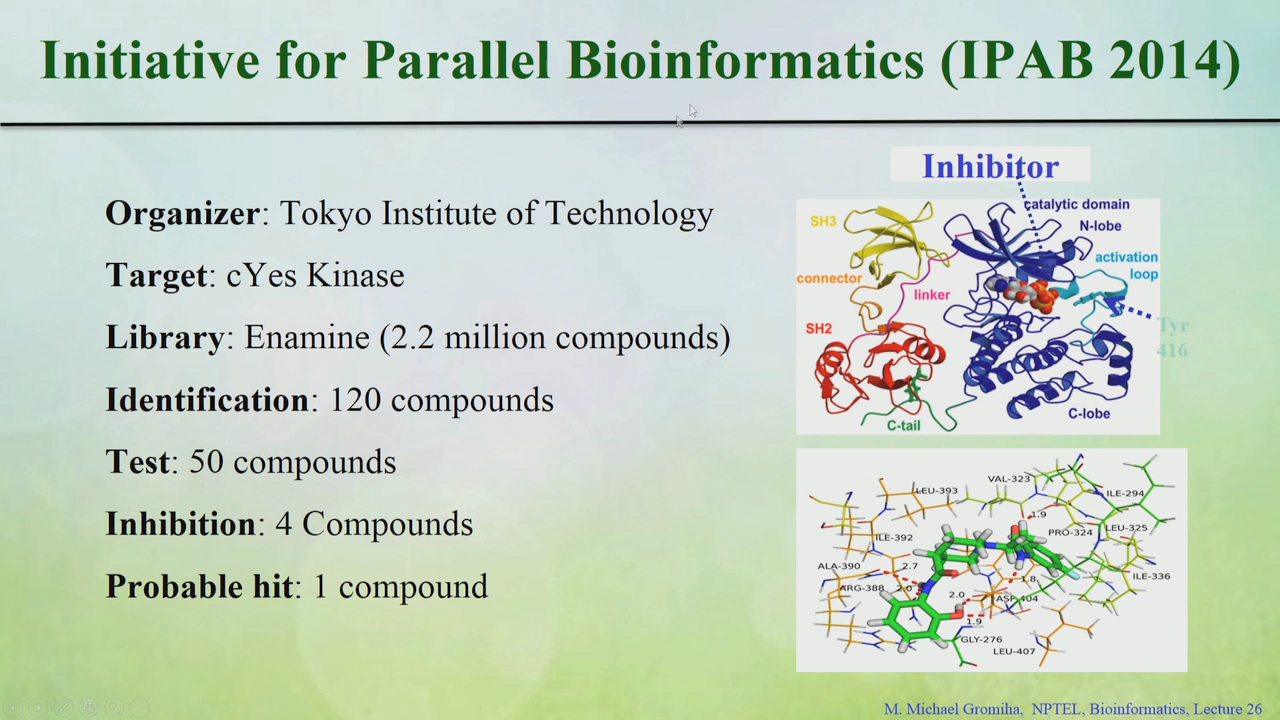 Initiative for Parallel Bioinformatics (IPAB 2014)
Organizer: Tokyo Institute of Technology
Target: cYes Kinase
Library: Enamine (2.2 million compounds)
Identification: 120 compounds
Test: 50 compounds
Inhibition: 4 Compounds
Probable hit: 1 compound
Inhibitor
catalytic domain
SH3
N-lobe
activation
loop
connector
linker
Tyr
416
SH2
C-lobe
C-tail
VAL-323
LEU-393
ILE-294
1.9
LEU-325
PRO-324
ILE-392
ALA-390
2.7
ILE-336
1.8
ARG-388
2.0
2.0
ASP-404
1.9
GLY-276
LEU-407
M. Michael Gromiha, NPTEL, Bioinformatics, Lecture 26